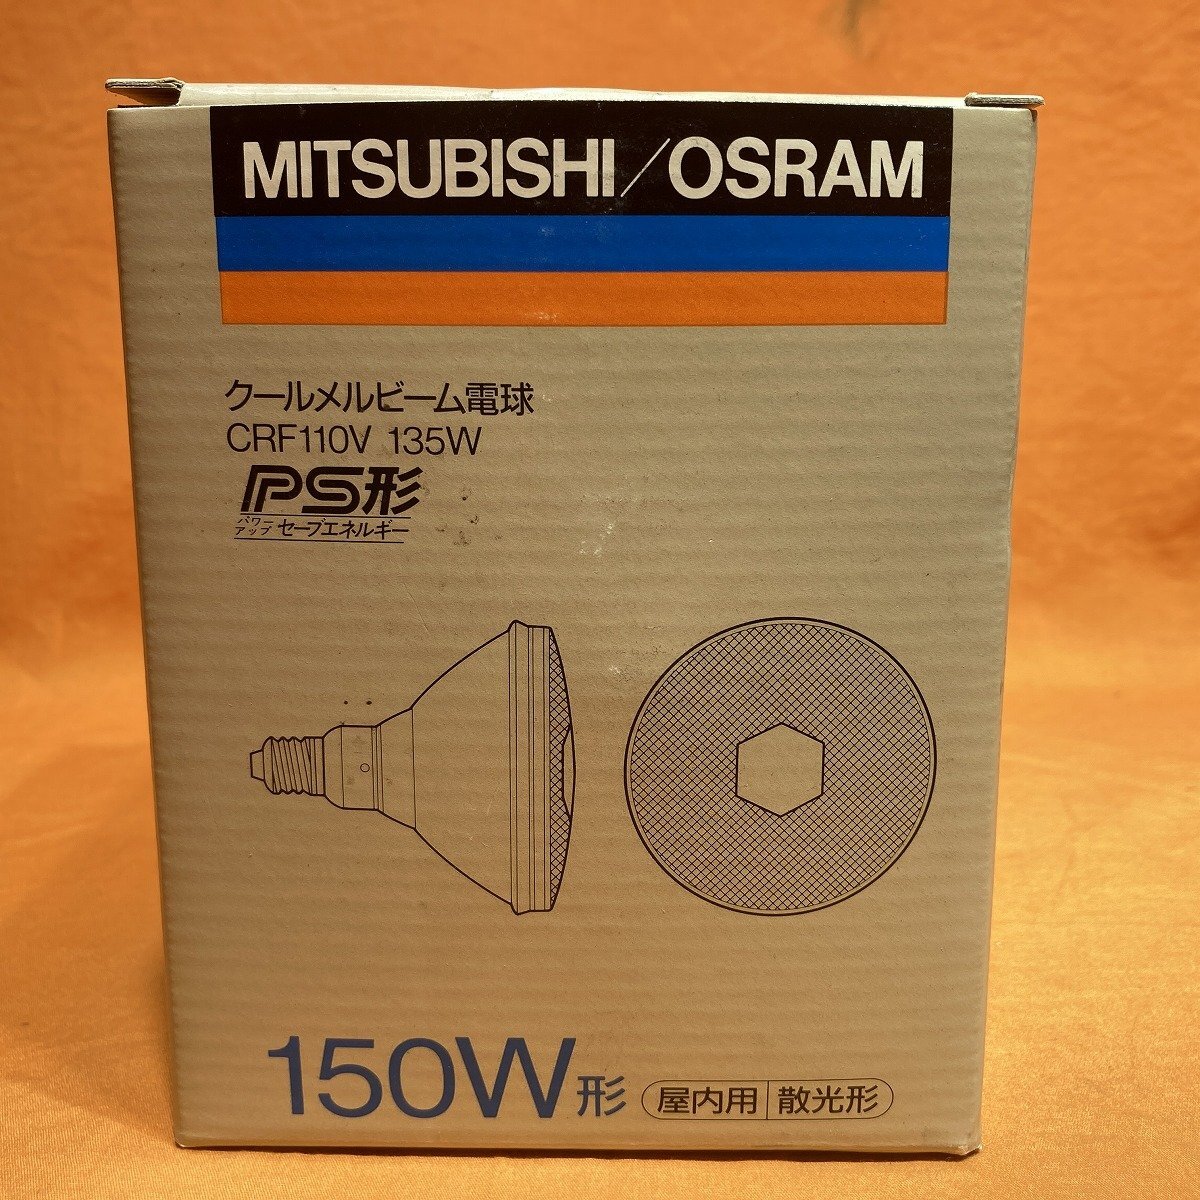 MITSUBISHI/OSRAM
クールメルビーム電球
CRF110V 135W
PS形
パワーアップ セーブエネルギー
150W形 屋内用 散光形